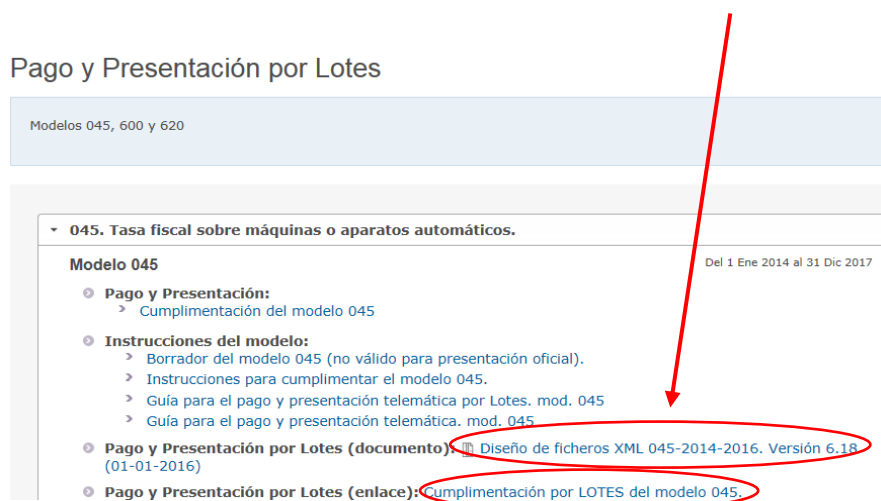 Pago y Presentación por Lotes
Modelos 045, 600 y 620
045. Tasa fiscal sobre máquinas o aparatos automáticos.
Modelo 045 Del 1 Ene 2014 al 31 Dic 2017
Pago y Presentación:
Cumplimentación del modelo 045
Instrucciones del modelo:
Borrador del modelo 045 (no válido para presentación oficial).
Instrucciones para cumplimentar el modelo 045.
Guía para el pago y presentación telemática por Lotes. mod. 045
Guía para el pago y presentación telemática. mod. 045
Pago y Presentación por Lotes (documento): Diseño de ficheros XML 045-2014-2016. Versión 6.18
(01-01-2016)
Pago y Presentación por Lotes (enlace): Cumplimentación por LOTES del modelo 045.